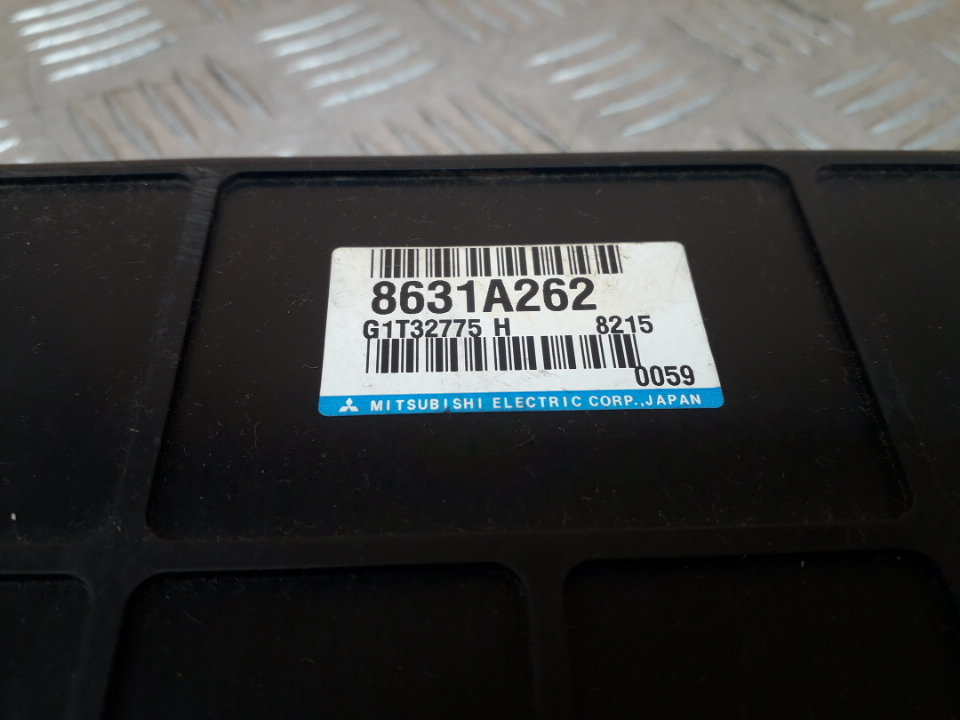 8631A262
G1T32775 H 8215
0059
MITSUBISHI ELECTRIC CORP.,JAPAN